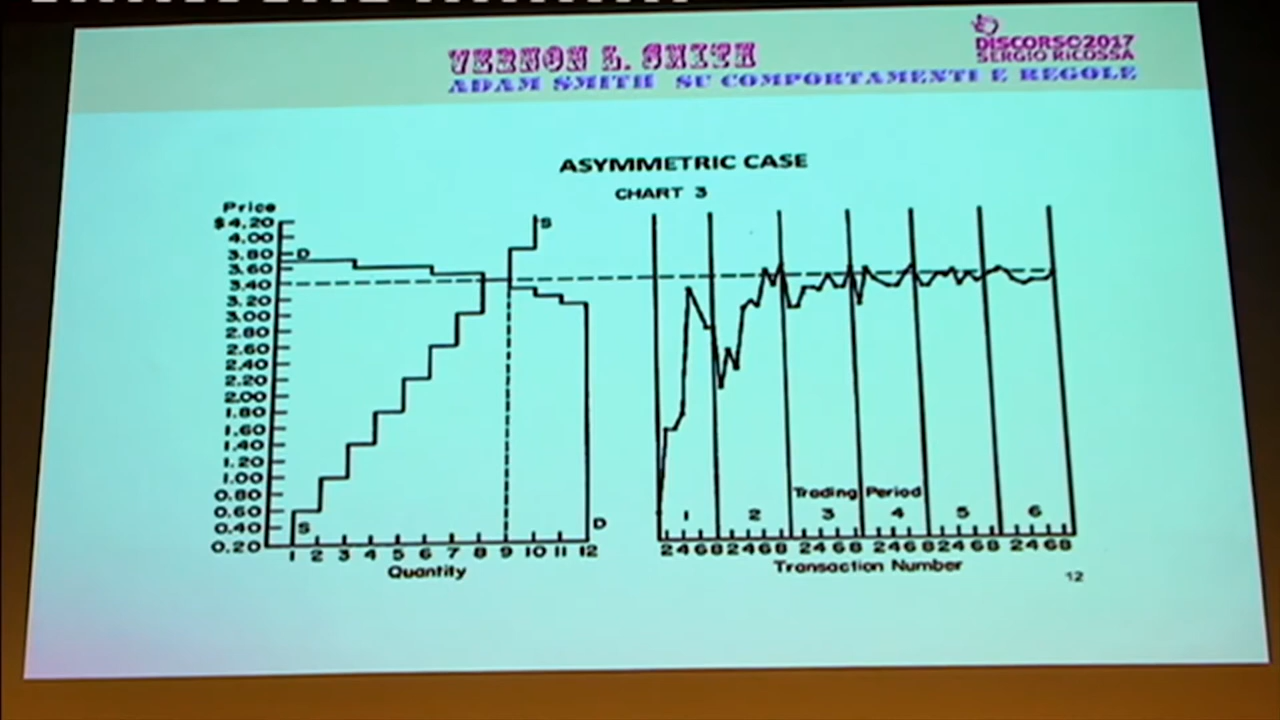 VERNON L. SMITH
ADAM SMITH SU COMPORTAMENTI E REGOLE
DISCORSO2017
SERGIO RICOSSA
ASYMMETRIC CASE
CHART 3
Price
$4.20
4.00
3.80
3.60
3.40
3.20
3.00
2.80
2.60
2.40
2.20
2.00
1.80
1.60
1.40
1.20
1.00
0.80
0.60
0.40
0.20
D
S
S
D
1 2 3 4 5 6 7 8 9 10 11 12
Quantity
Trading Period
1 2 3 4 5 6
2 4 6 8 2 4 6 8 2 4 6 8 2 4 6 8 2 4 6 8 2 4 6 8
Transaction Number
12